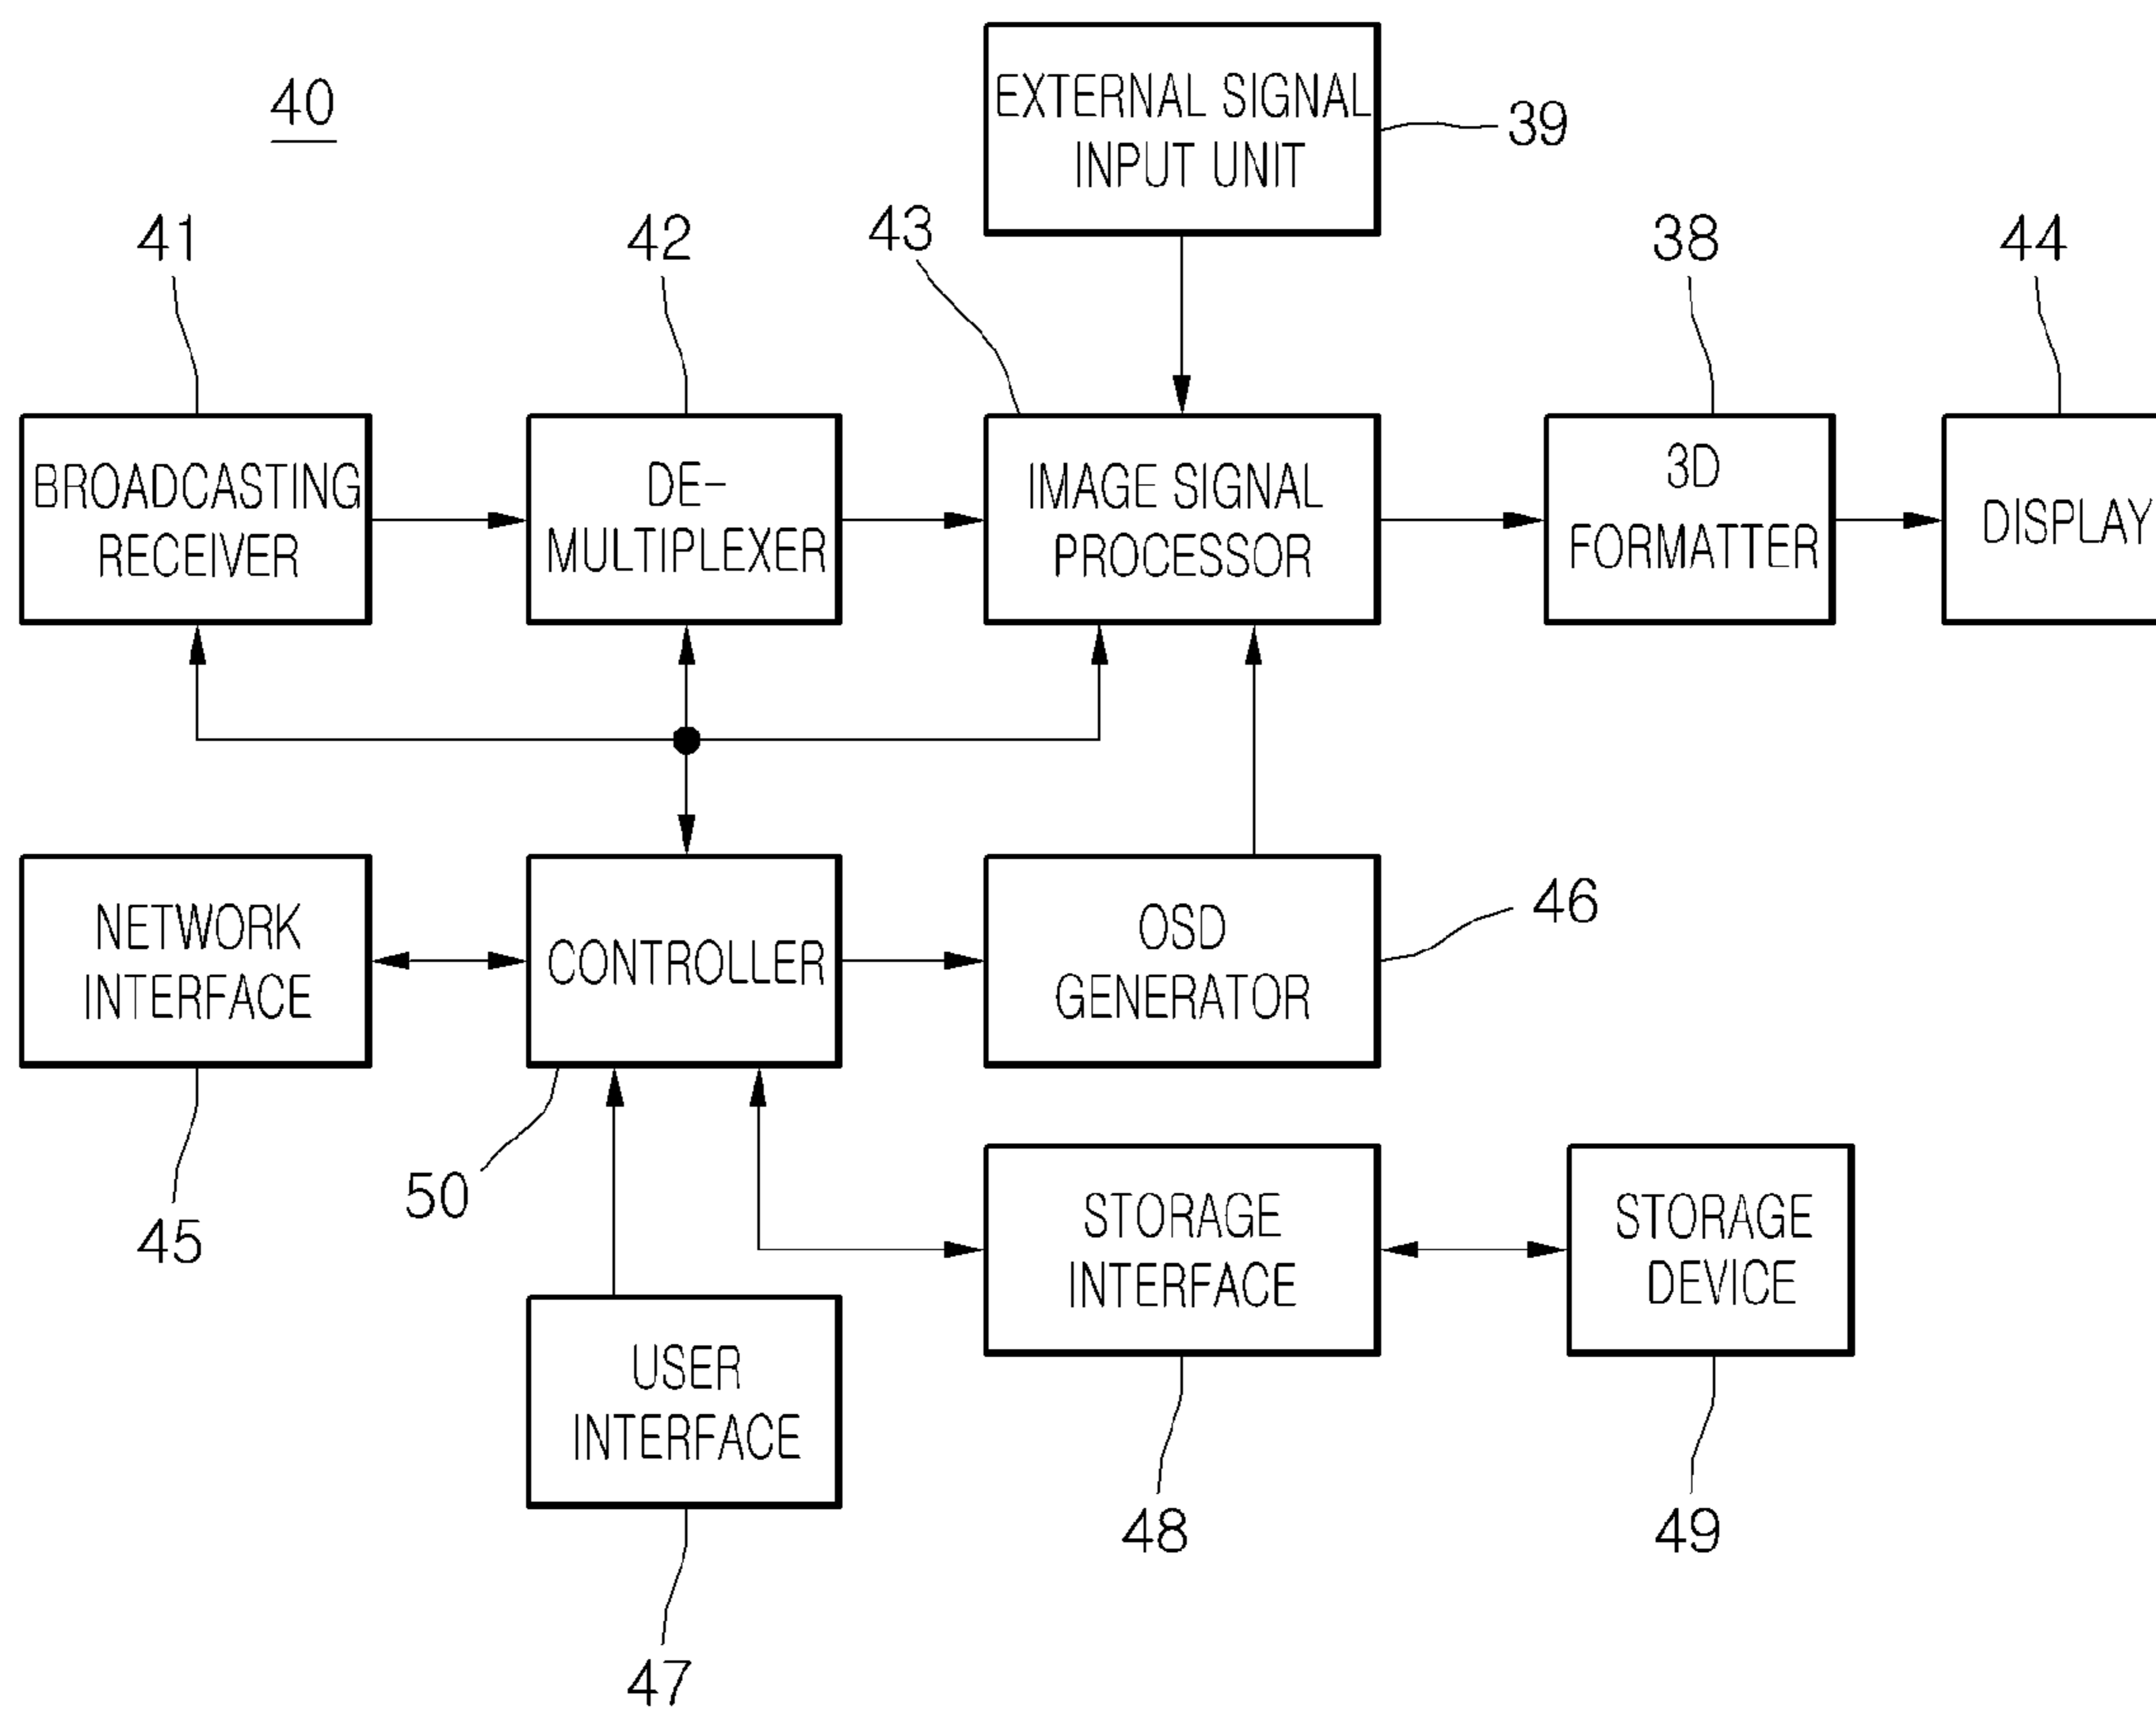 40
EXTERNAL SIGNAL
INPUT UNIT
39
41
42
43
38
44
BROADCASTING
RECEIVER
DE-
MULTIPLEXER
IMAGE SIGNAL
PROCESSOR
3D
FORMATTER
DISPLAY
NETWORK
INTERFACE
CONTROLLER
OSD
GENERATOR
46
45
50
STORAGE
INTERFACE
STORAGE
DEVICE
USER
INTERFACE
48
49
47